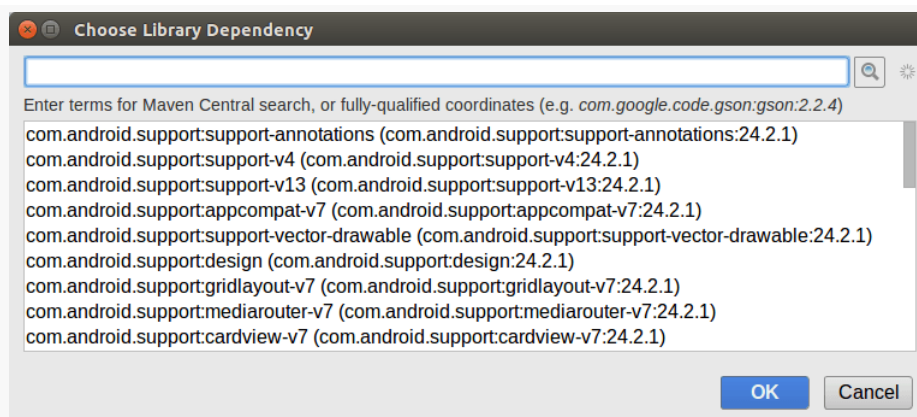 Choose Library Dependency
Enter terms for Maven Central search, or fully-qualified coordinates (e.g. com.google.code.gson:gson:2.2.4)
com.android.support:support-annotations (com.android.support:support-annotations:24.2.1)
com.android.support:support-v4 (com.android.support:support-v4:24.2.1)
com.android.support:support-v13 (com.android.support:support-v13:24.2.1)
com.android.support:appcompat-v7 (com.android.support:appcompat-v7:24.2.1)
com.android.support:support-vector-drawable (com.android.support:support-vector-drawable:24.2.1)
com.android.support:design (com.android.support:design:24.2.1)
com.android.support:gridlayout-v7 (com.android.support:gridlayout-v7:24.2.1)
com.android.support:mediarouter-v7 (com.android.support:mediarouter-v7:24.2.1)
com.android.support:cardview-v7 (com.android.support:cardview-v7:24.2.1)
OK Cancel